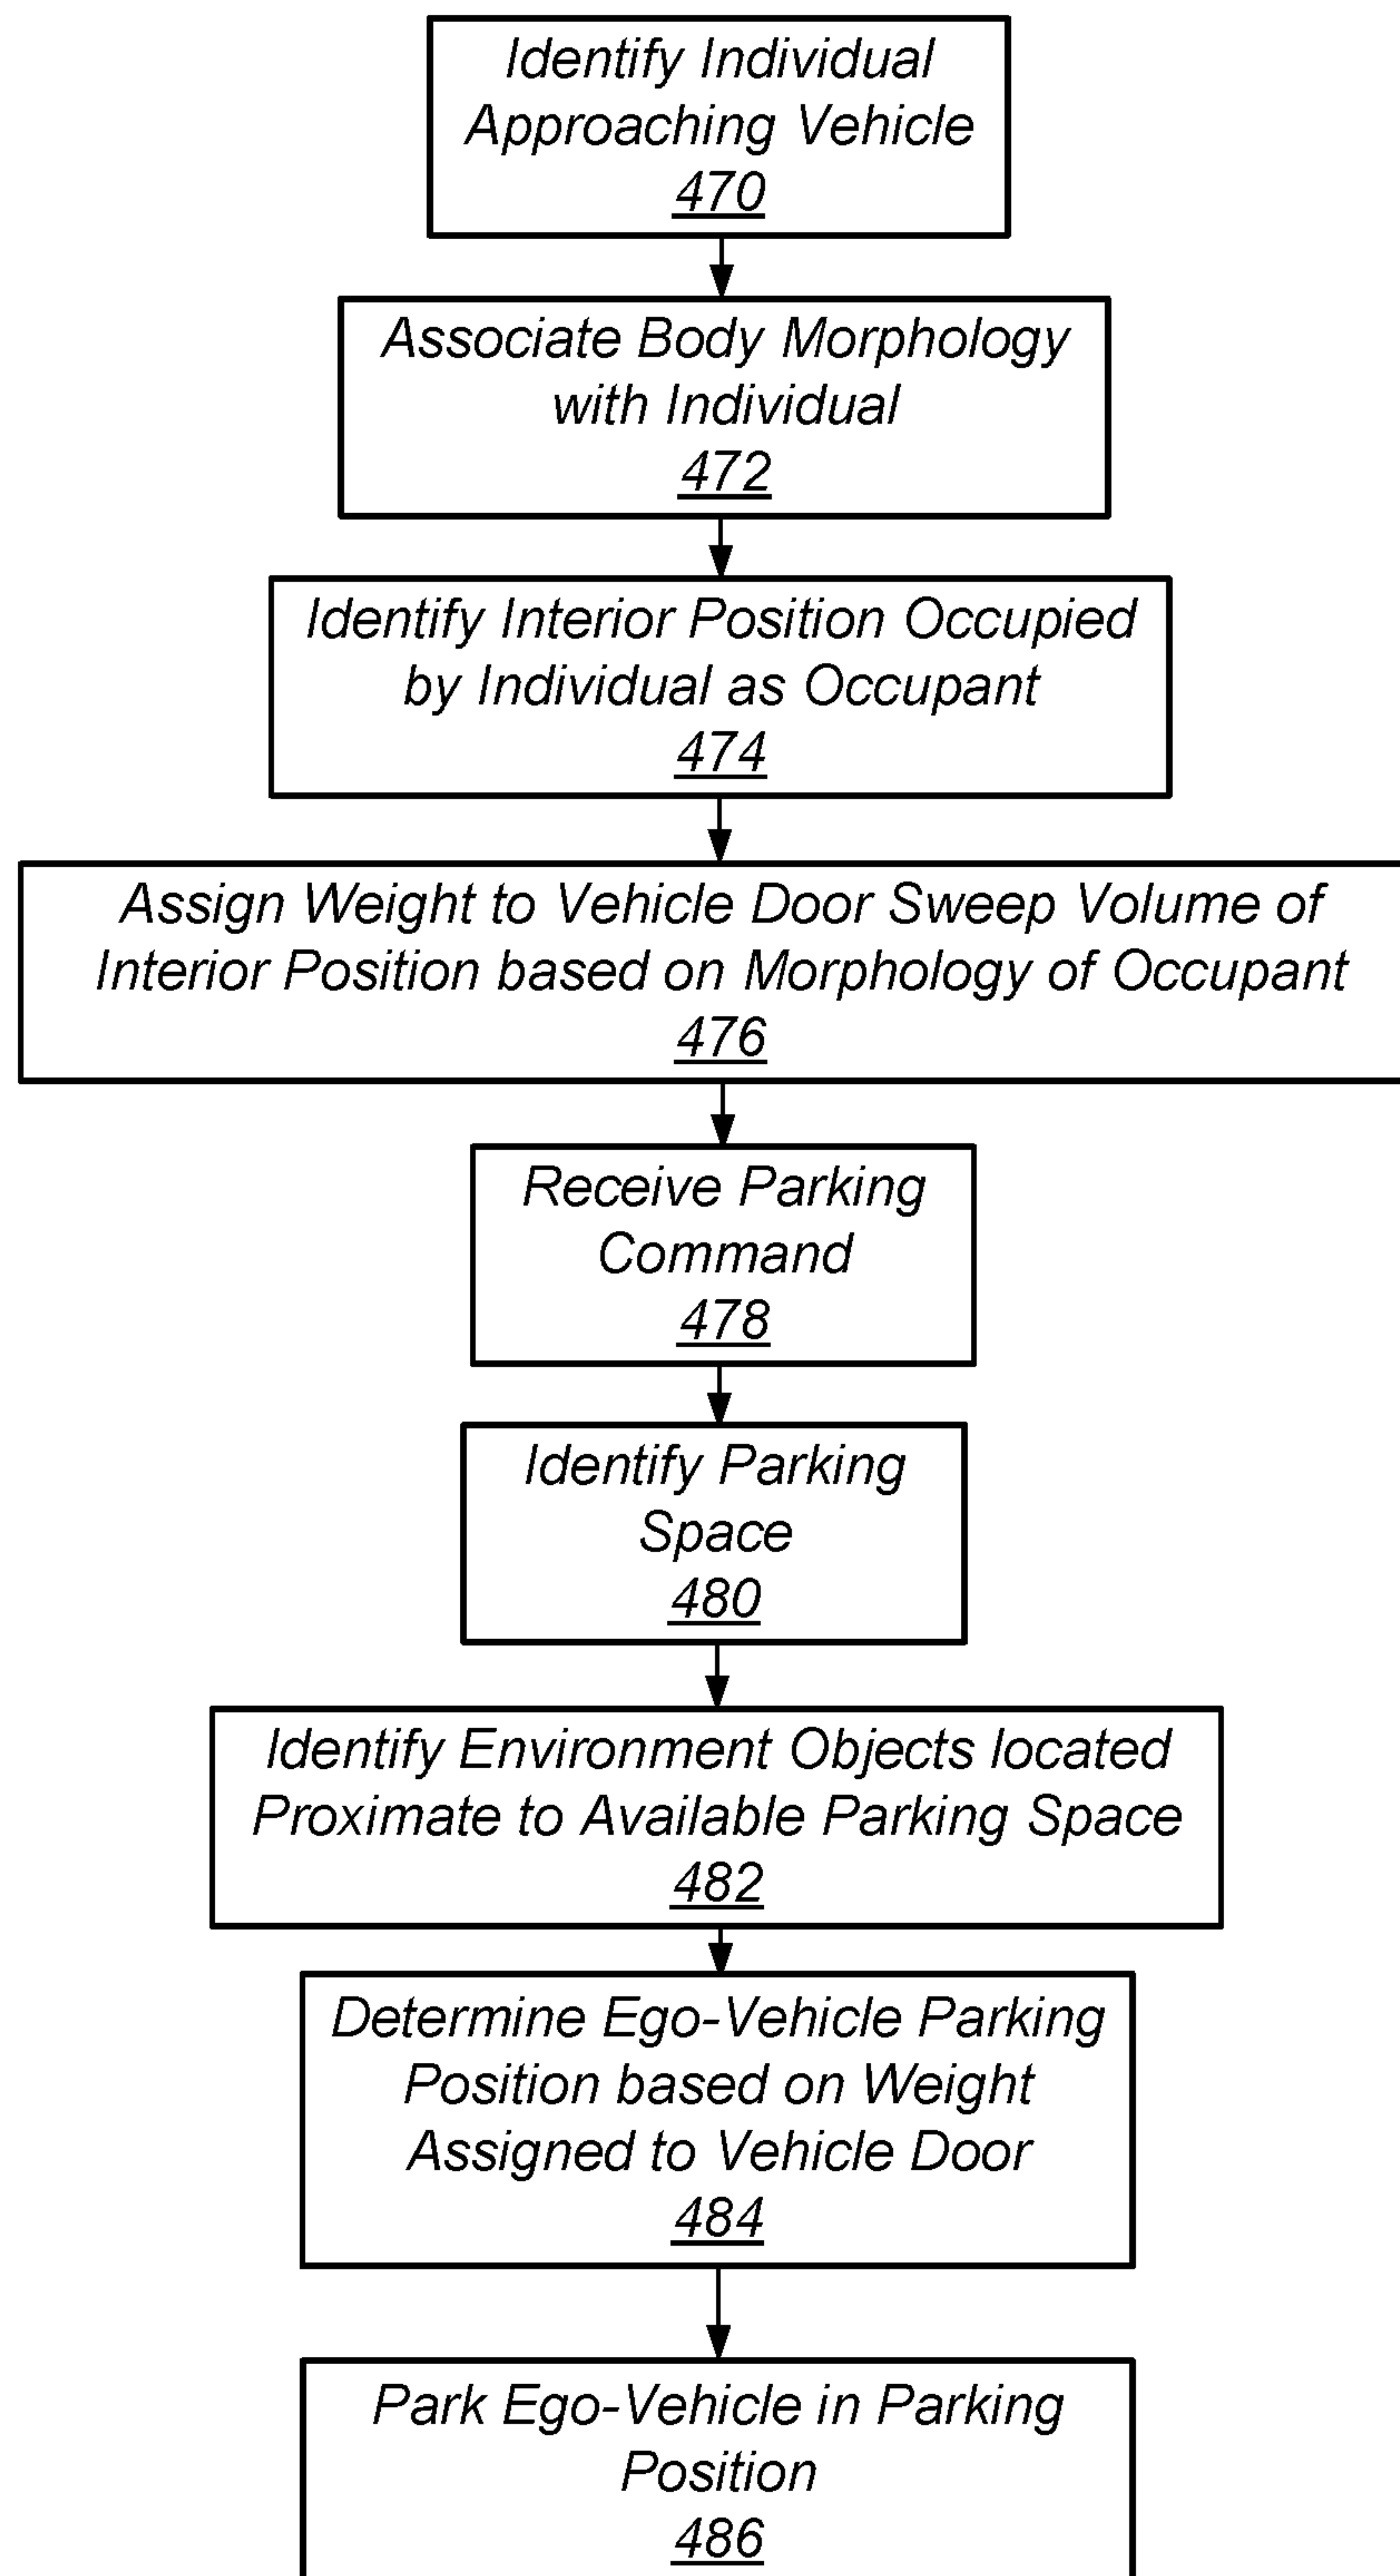 Identify Individual
Approaching Vehicle
470
Associate Body Morphology
with Individual
472
Identify Interior Position Occupied
by Individual as Occupant
474
Assign Weight to Vehicle Door Sweep Volume of
Interior Position based on Morphology of Occupant
476
Receive Parking
Command
478
Identify Parking
Space
480
Identify Environment Objects located
Proximate to Available Parking Space
482
Determine Ego-Vehicle Parking
Position based on Weight
Assigned to Vehicle Door
484
Park Ego-Vehicle in Parking
Position
486